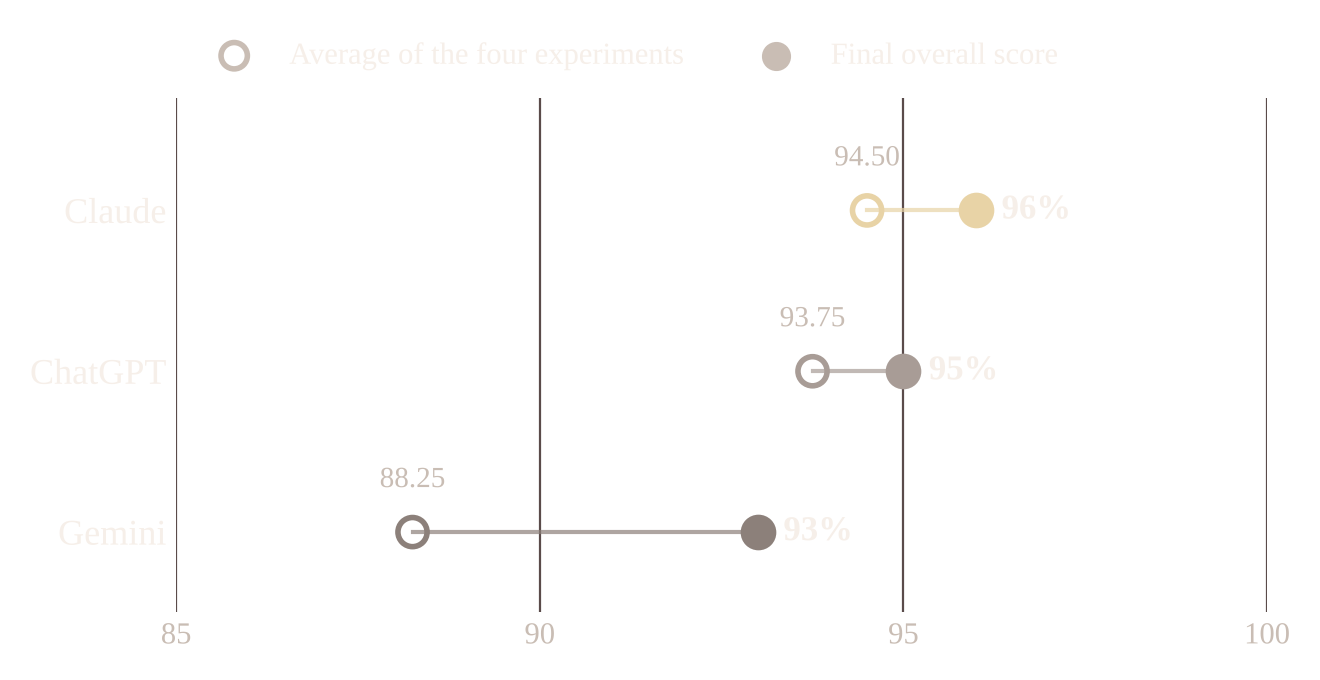 Average of the four experiments Final overall score
94.50
Claude 96%
93.75
ChatGPT 95%
88.25
Gemini 93%
85 90 95 100